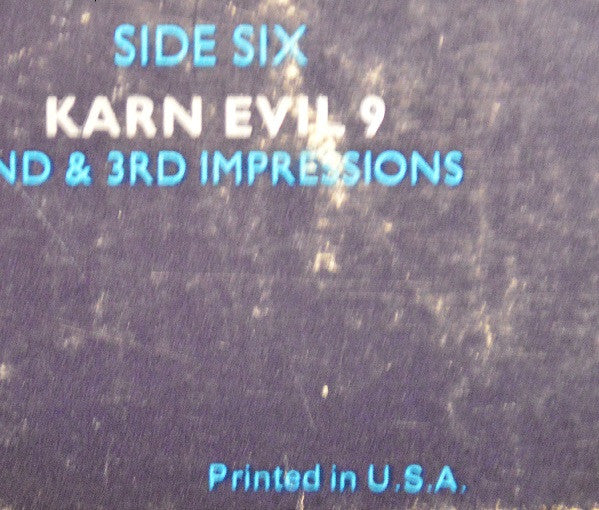 SIDE SIX
KARN EVIL 9
ND & 3RD IMPRESSIONS
Printed in U.S.A.